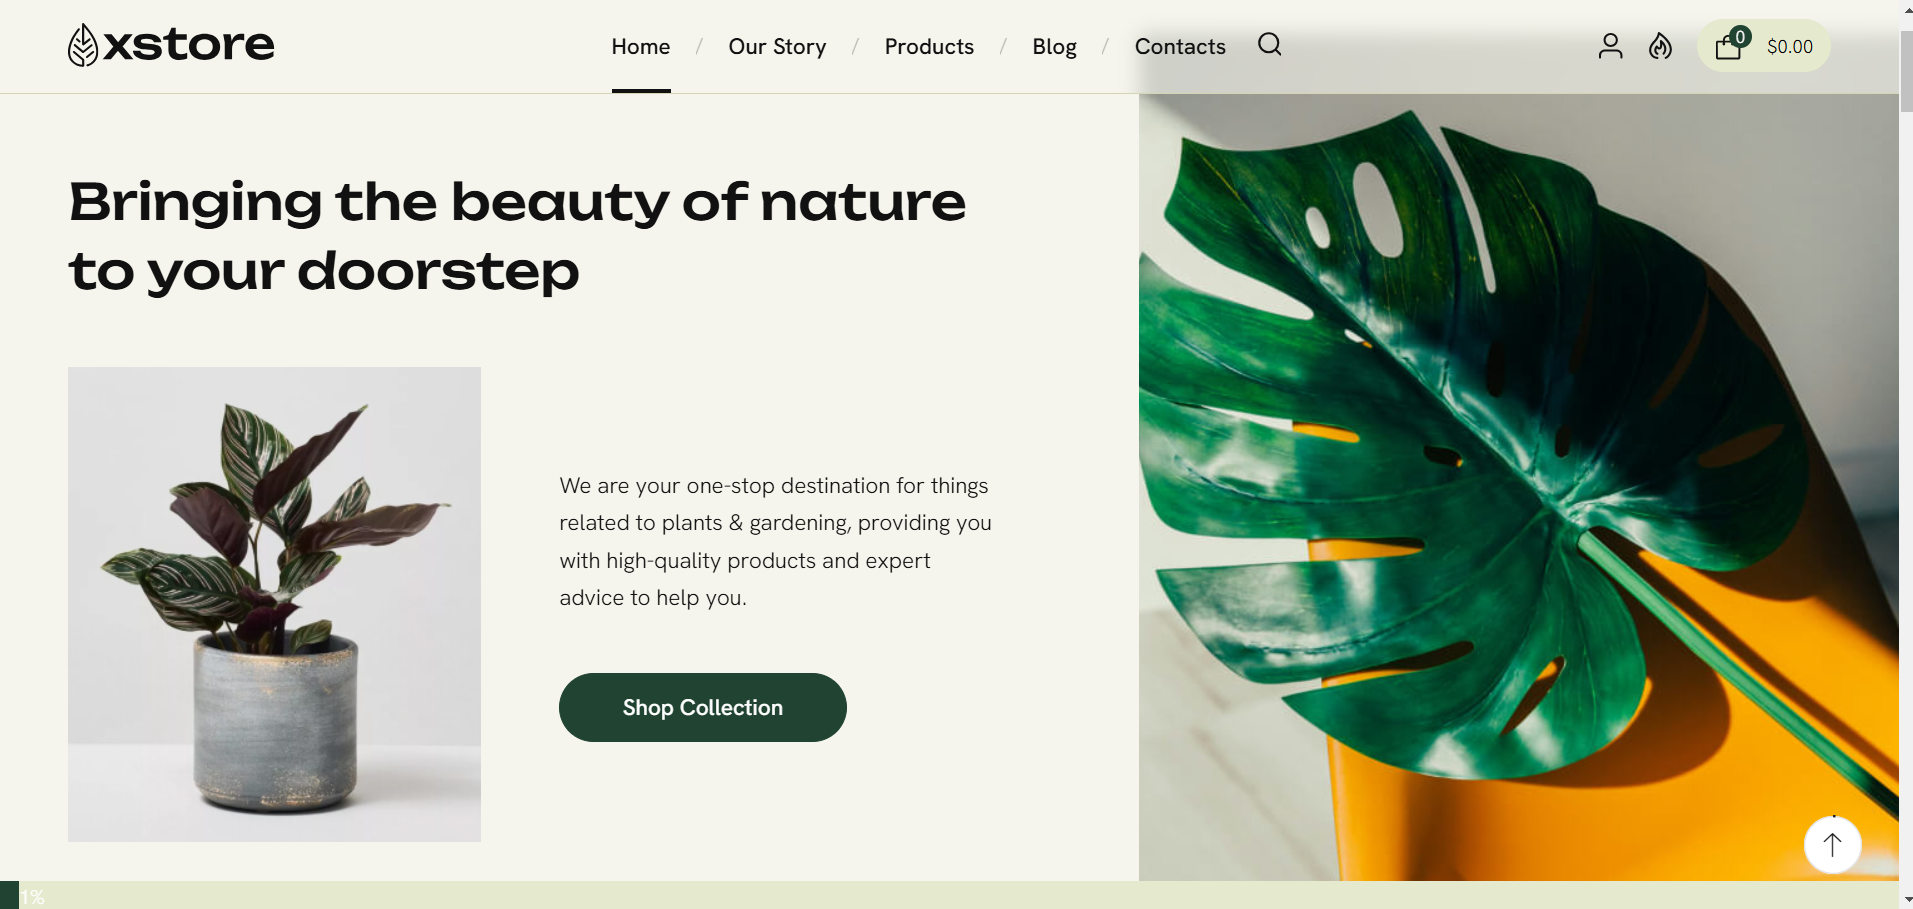 xstore
Home / Our Story / Products / Blog / Contacts
0
$0.00
Bringing the beauty of nature
to your doorstep
We are your one-stop destination for things
related to plants & gardening, providing you
with high-quality products and expert
advice to help you.
Shop Collection
1%